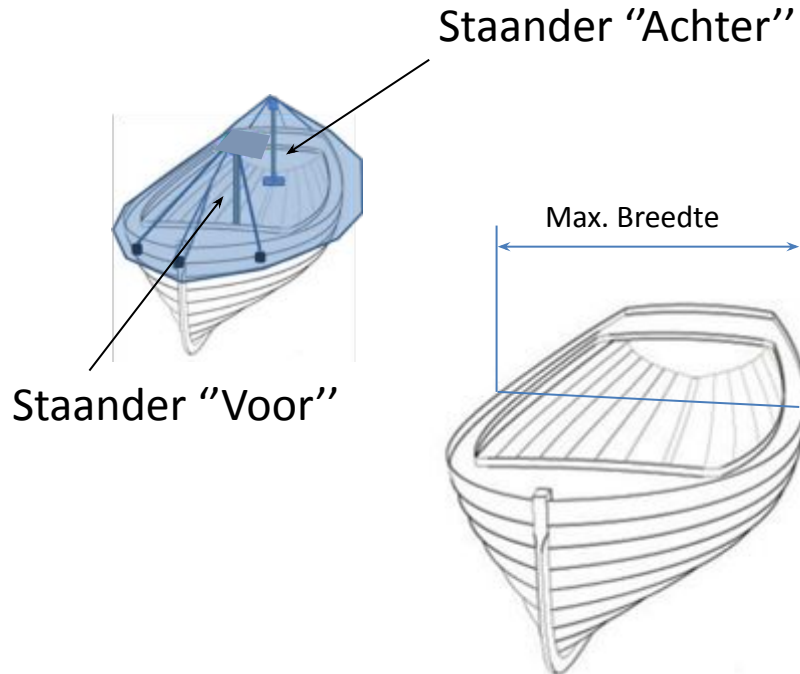 Staander ‘’Achter’’
Max. Breedte
Staander ‘’Voor’’